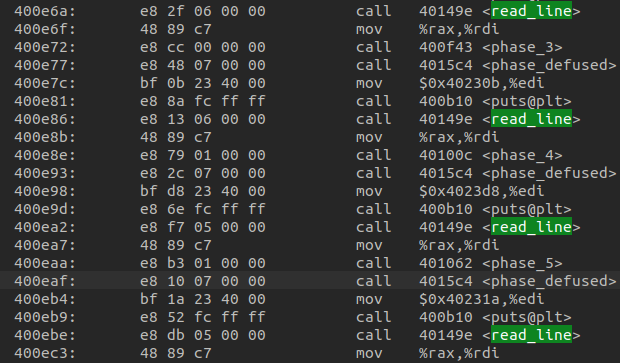 400e6a: e8 2f 06 00 00 call 40149e <read_line>
400e6f: 48 89 c7 mov %rax,%rdi
400e72: e8 cc 00 00 00 call 400f43 <phase_3>
400e77: e8 48 07 00 00 call 4015c4 <phase_defused>
400e7c: bf 0b 23 40 00 mov $0x40230b,%edi
400e81: e8 8a fc ff ff call 400b10 <puts@plt>
400e86: e8 13 06 00 00 call 40149e <read_line>
400e8b: 48 89 c7 mov %rax,%rdi
400e8e: e8 79 01 00 00 call 40100c <phase_4>
400e93: e8 2c 07 00 00 call 4015c4 <phase_defused>
400e98: bf d8 23 40 00 mov $0x4023d8,%edi
400e9d: e8 6e fc ff ff call 400b10 <puts@plt>
400ea2: e8 f7 05 00 00 call 40149e <read_line>
400ea7: 48 89 c7 mov %rax,%rdi
400eaa: e8 b3 01 00 00 call 401062 <phase_5>
400eaf: e8 10 07 00 00 call 4015c4 <phase_defused>
400eb4: bf 1a 23 40 00 mov $0x40231a,%edi
400eb9: e8 52 fc ff ff call 400b10 <puts@plt>
400ebe: e8 db 05 00 00 call 40149e <read_line>
400ec3: 48 89 c7 mov %rax,%rdi